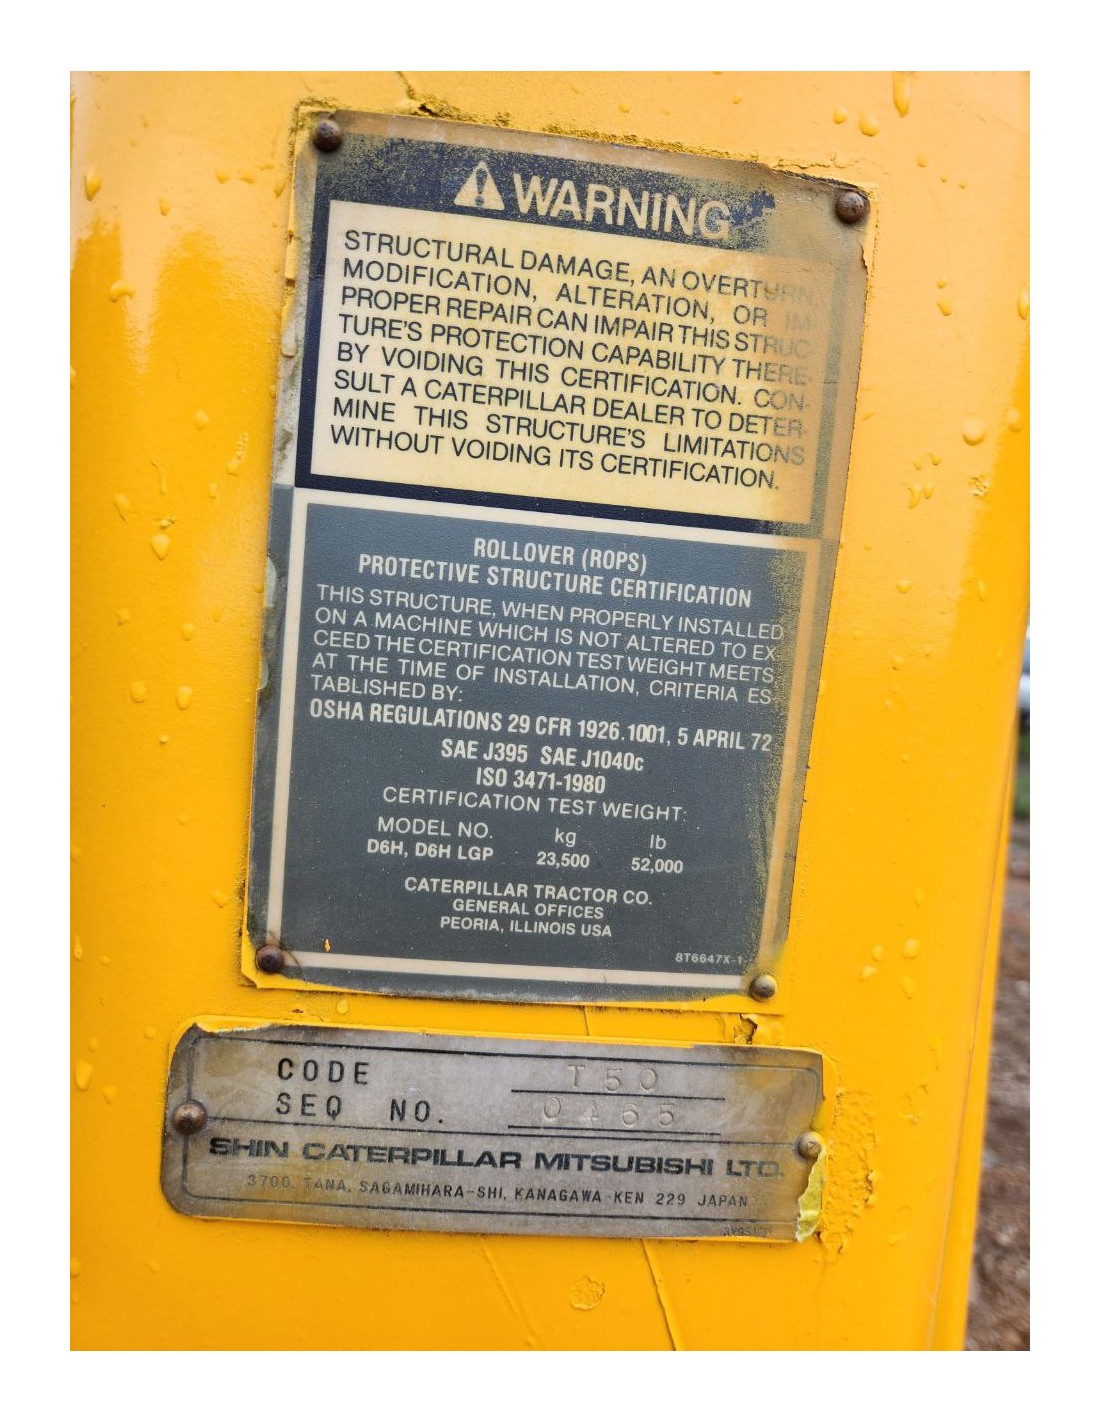 WARNING
STRUCTURAL DAMAGE, AN OVERTURN,
MODIFICATION, ALTERATION, OR IM-
PROPER REPAIR CAN IMPAIR THIS STRUC-
TURE'S PROTECTION CAPABILITY THERE-
BY VOIDING THIS CERTIFICATION. CON-
SULT A CATERPILLAR DEALER TO DETER-
MINE THIS STRUCTURE'S LIMITATIONS
WITHOUT VOIDING ITS CERTIFICATION.
ROLLOVER (ROPS)
PROTECTIVE STRUCTURE CERTIFICATION
THIS STRUCTURE, WHEN PROPERLY INSTALLED
ON A MACHINE WHICH IS NOT ALTERED TO EX
CEED THE CERTIFICATION TEST WEIGHT MEETS,
AT THE TIME OF INSTALLATION, CRITERIA ES
TABLISHED BY:
OSHA REGULATIONS 29 CFR 1926.1001, 5 APRIL 72
SAE J395 SAE J1040c
ISO 3471-1980
CERTIFICATION TEST WEIGHT:
MODEL NO. kg lb
D6H, D6H LGP 23,500 52,000
CATERPILLAR TRACTOR CO.
GENERAL OFFICES
PEORIA, ILLINOIS USA
8T6647X-1-
CODE T50
SEQ NO. 0465
SHIN CATERPILLAR MITSUBISHI LTD.
3700, TANA, SAGAMIHARA-SHI, KANAGAWA-KEN 229 JAPAN